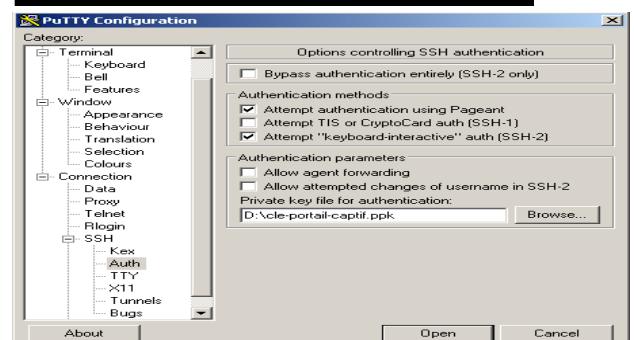 PuTTY Configuration
Category:
Terminal
Keyboard
Bell
Features
Window
Appearance
Behaviour
Translation
Selection
Colours
Connection
Data
Proxy
Telnet
Rlogin
SSH
Kex
Auth
TTY
X11
Tunnels
Bugs
Options controlling SSH authentication
Bypass authentication entirely (SSH-2 only)
Authentication methods
Attempt authentication using Pageant
Attempt TIS or CryptoCard auth (SSH-1)
Attempt "keyboard-interactive" auth (SSH-2)
Authentication parameters
Allow agent forwarding
Allow attempted changes of username in SSH-2
Private key file for authentication:
D:\cle-portail-captif.ppk
Browse...
About
Open
Cancel